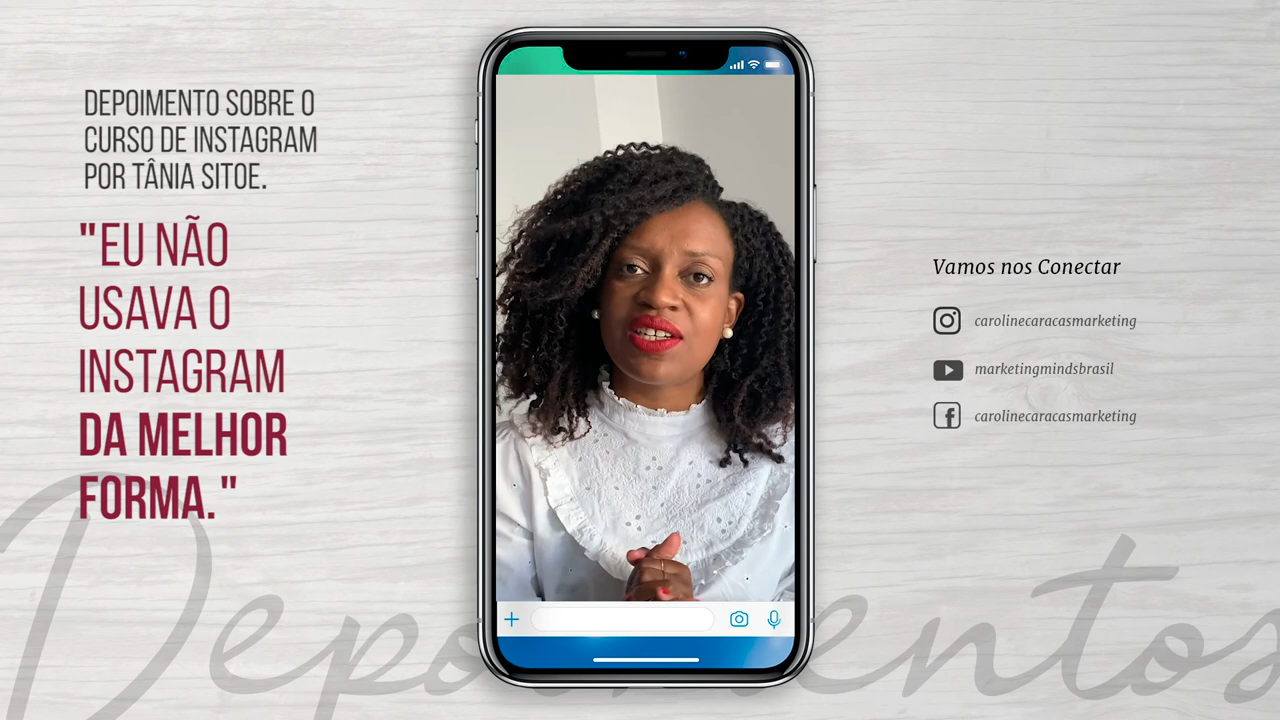 DEPOIMENTO SOBRE O
CURSO DE INSTAGRAM
POR TÂNIA SITOE.
"EU NÃO
USAVA O
INSTAGRAM
DA MELHOR
FORMA."
Vamos nos Conectar
carolinecaracasmarketing
marketingmindsbrasil
carolinecaracasmarketing
Depoimentos